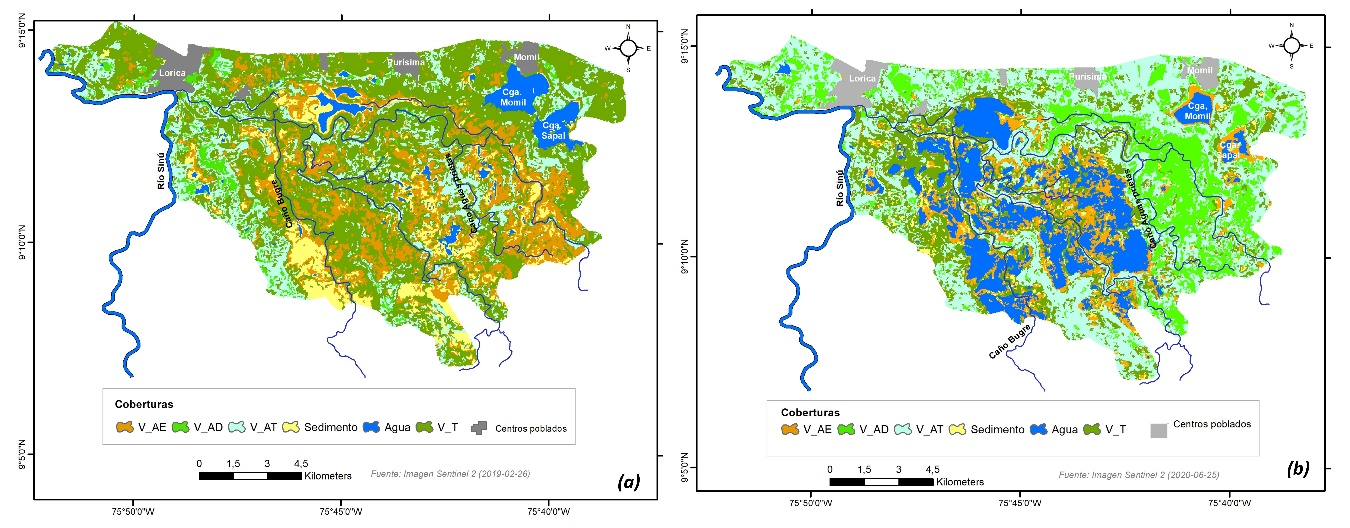 9°15'0"N
N
W E
S
Lorica
Purísima
Momil
Cga.
Momil
Cga.
Sapal
Río Sinú
Caño Bugre
Caño Aguas prietas
9°10'0"N
Coberturas
V_AE V_AD V_AT Sedimento Agua V_T Centros poblados
0 1,5 3 4,5
Kilometers
Fuente: Imagen Sentinel 2 (2019-02-26)
(a)
9°5'0"N
75°50'0"W 75°45'0"W 75°40'0"W
9°15'0"N
N
W E
S
Lorica
Purísima
Momil
Cga,
Momil
Cga,
Sapal
Río Sinú
Caño Aguas prietas
9°10'0"N
Caño Bugre
Coberturas
V_AE V_AD V_AT Sedimento Agua V_T Centros poblados
0 1,5 3 4,5
Kilometers
Fuente: Imagen Sentinel 2 (2020-06-25)
(b)
9°5'0"N
75°50'0"W 75°45'0"W 75°40'0"W